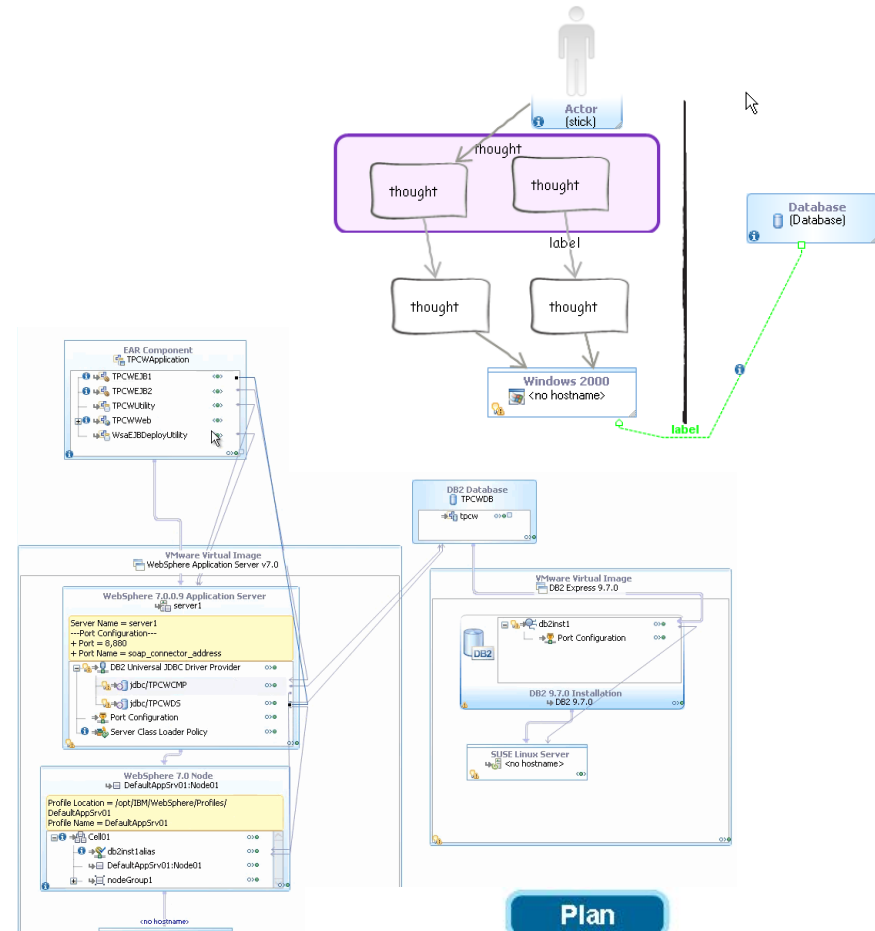 Actor
(stick)
thought
thought
thought
label
Database
(Database)
thought
thought
Windows 2000
<no hostname>
label
EAR Component
TPCWApplication
TPCWEJB1
TPCWEJB2
TPCWUtility
TPCWWeb
WsaEJBDeployUtility
DB2 Database
TPCWDB
tpcw
VMware Virtual Image
WebSphere Application Server v7.0
WebSphere 7.0.0.9 Application Server
server1
Server Name = server1
---Port Configuration---
+ Port = 8,880
+ Port Name = soap_connector_address
DB2 Universal JDBC Driver Provider
jdbc/TPCWCMP
jdbc/TPCWDS
Port Configuration
Server Class Loader Policy
WebSphere 7.0 Node
DefaultAppSrv01:Node01
Profile Location = /opt/IBM/WebSphere/Profiles/
DefaultAppSrv01
Profile Name = DefaultAppSrv01
Cell01
db2inst1alias
DefaultAppSrv01:Node01
nodeGroup1
<no hostname>
VMware Virtual Image
DB2 Express 9.7.0
db2inst1
Port Configuration
DB2
DB2 9.7.0 Installation
DB2 9.7.0
SUSE Linux Server
<no hostname>
Plan